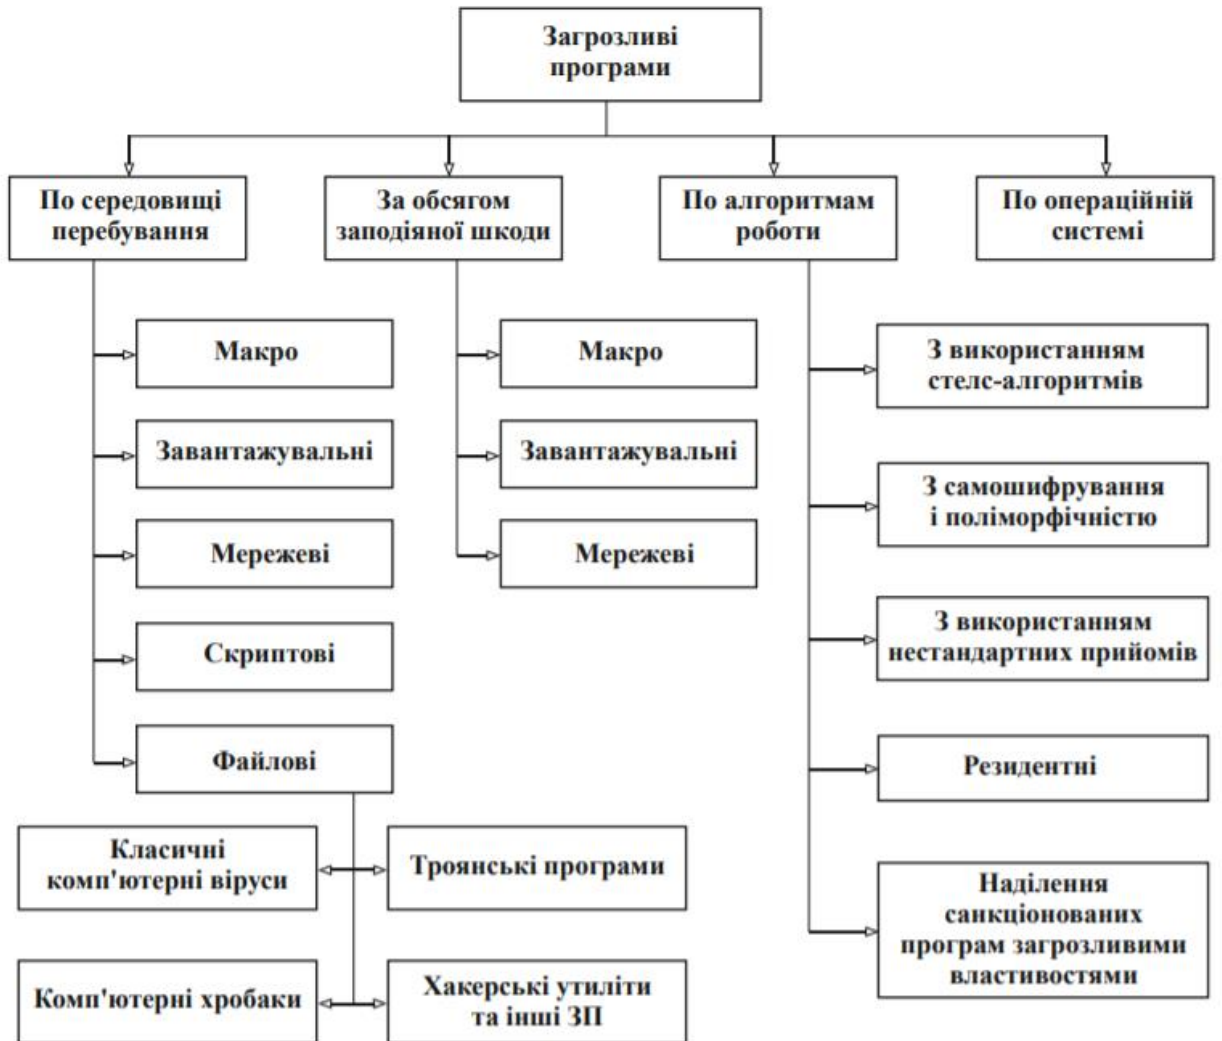 Загрозливі
програми
По середовищі
перебування
За обсягом
заподіяної шкоди
По алгоритмам
роботи
По операційній
системі
Макро
Завантажувальні
Мережеві
Скриптові
Файлові
Класичні
комп'ютерні віруси
Троянські програми
Комп'ютерні хробаки
Хакерські утиліти
та інші ЗП
Макро
Завантажувальні
Мережеві
З використанням
стелс-алгоритмів
З самошифрування
і поліморфічністю
З використанням
нестандартних прийомів
Резидентні
Наділення
санкціонованих
програм загрозливими
властивостями